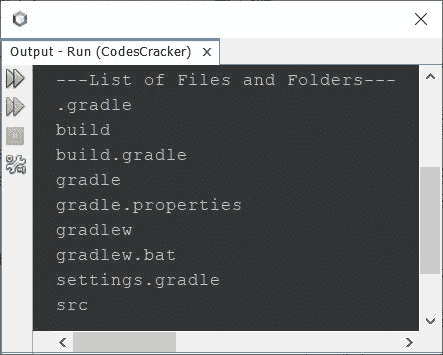 Output - Run (CodesCracker)
---List of Files and Folders---
.gradle
build
build.gradle
gradle
gradle.properties
gradlew
gradlew.bat
settings.gradle
src